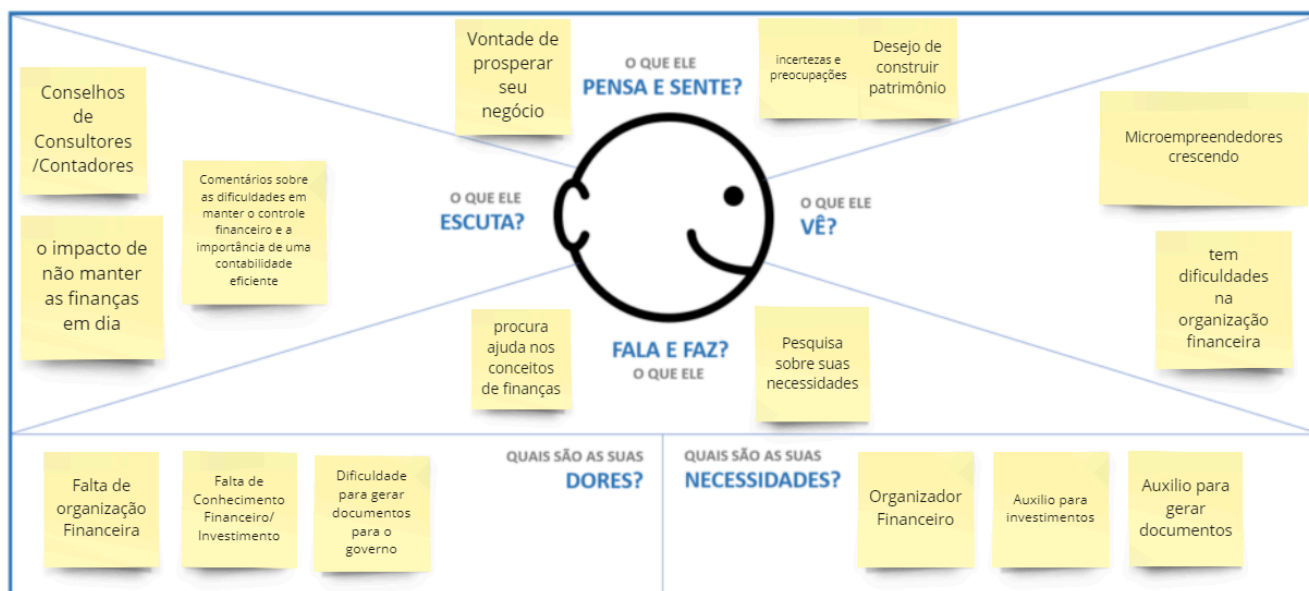 Vontade de
prosperar
seu
negócio
O QUE ELE
PENSA E SENTE?
incertezas e
preocupações
Desejo de
construir
patrimônio
Conselhos
de
Consultores
/Contadores
Comentários sobre
as dificuldades em
manter o controle
financeiro e a
importância de uma
contabilidade
eficiente
o impacto de
não manter
as finanças
em dia
O QUE ELE
ESCUTA?
O QUE ELE
VÊ?
Microempreendedores
crescendo
tem
dificuldades
na
organização
financeira
procura
ajuda nos
conceitos
de finanças
FALA E FAZ?
O QUE ELE
Pesquisa
sobre suas
necessidades
QUAIS SÃO AS SUAS
DORES?
Falta de
organização
Financeira
Falta de
Conhecimento
Financeiro/
Investimento
Dificuldade
para gerar
documentos
para o
governo
QUAIS SÃO AS SUAS
NECESSIDADES?
Organizador
Financeiro
Auxilio para
investimentos
Auxilio para
gerar
documentos